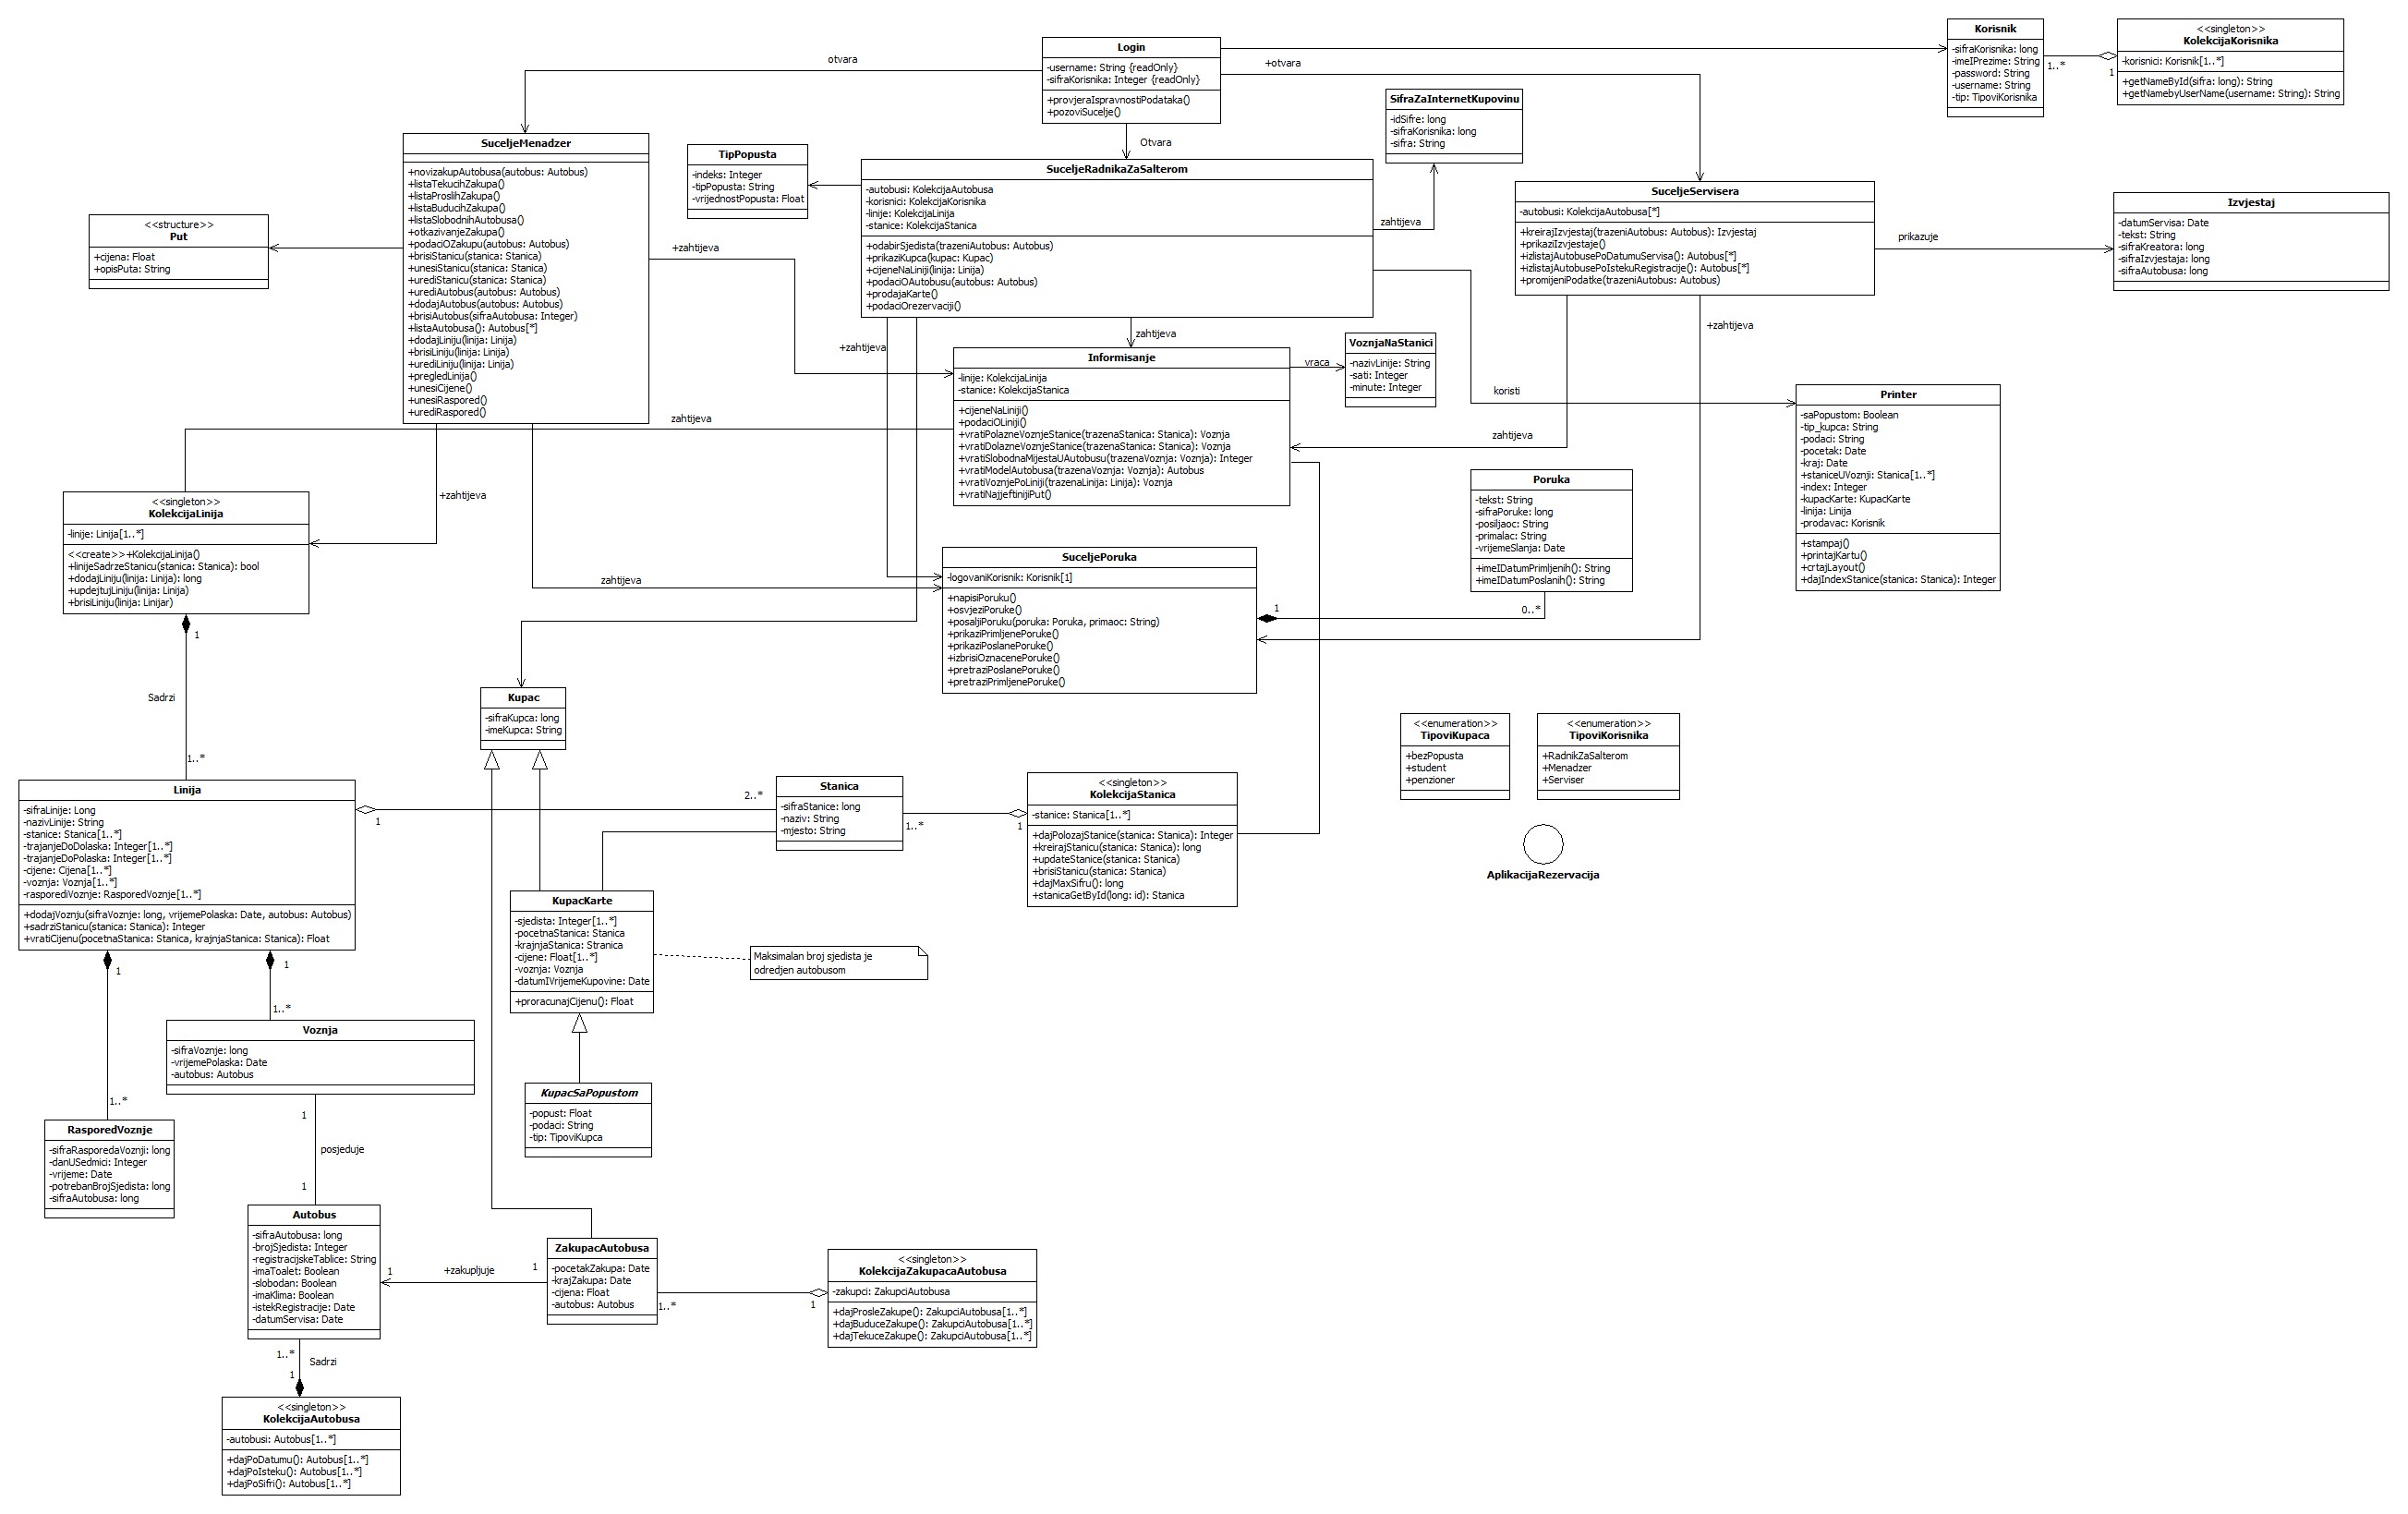 Login
-username: String {readOnly}
-sifraKorisnika: Integer {readOnly}
+provjeraIspravnostiPodataka()
+pozoviSucelje()
otvara
+otvara
Otvara
Korisnik
-sifraKorisnika: long
-imeIPrezime: String
-password: String
-username: String
-tip: TipoviKorisnika
1..*
1
<<singleton>>
KolekcijaKorisnika
-korisnici: Korisnik[1..*]
+getNameById(sifra: long): String
+getNamebyUserName(username: String): String
SifraZaInternetKupovinu
-idSifre: long
-sifraKorisnika: long
-sifra: String
zahtijeva
SuceljeMenadzer
+novizakupAutobusa(autobus: Autobus)
+listaTekucihZakupa()
+listaProslihZakupa()
+listaBuducihZakupa()
+listaSlobodnihAutobusa()
+otkazivanjeZakupa()
+podaciOZakupu(autobus: Autobus)
+brisiStanicu(stanica: Stanica)
+unesiStanicu(stanica: Stanica)
+urediStanicu(stanica: Stanica)
+urediAutobus(autobus: Autobus)
+dodajAutobus(autobus: Autobus)
+brisiAutobus(sifraAutobusa: Integer)
+listaAutobusa(): Autobus[*]
+dodajLiniju(linija: Linija)
+brisiLiniju(linija: Linija)
+urediLiniju(linija: Linija)
+pregledLinija()
+unesiCijene()
+unesiRaspored()
+urediRaspored()
TipPopusta
-indeks: Integer
-tipPopusta: String
-vrijednostPopusta: Float
SuceljeRadnikaZaSalterom
-autobusi: KolekcijaAutobusa
-korisnici: KolekcijaKorisnika
-linije: KolekcijaLinija
-stanice: KolekcijaStanica
+odabirSjedista(trazeniAutobus: Autobus)
+prikaziKupca(kupac: Kupac)
+cijeneNaLiniji(linija: Linija)
+podaciOAutobusu(autobus: Autobus)
+prodajaKarte()
+podaciOrezervaciji()
SuceljeServisera
-autobusi: KolekcijaAutobusa[*]
+kreirajIzvjestaj(trazeniAutobus: Autobus): Izvjestaj
+prikaziIzvjestaje()
+izlistajAutobusePoDatumuServisa(): Autobus[*]
+izlistajAutobusePoIstekuRegistracije(): Autobus[*]
+promijeniPodatke(trazeniAutobus: Autobus)
prikazuje
Izvjestaj
-datumServisa: Date
-tekst: String
-sifraKreatora: long
-sifraIzvjestaja: long
-sifraAutobusa: long
<<structure>>
Put
+cijena: Float
+opisPuta: String
+zahtijeva
+zahtijeva
zahtijeva
+zahtijeva
Informisanje
-linije: KolekcijaLinija
-stanice: KolekcijaStanica
+cijeneNaLiniji()
+podaciOLiniji()
+vratiPolazneVoznjeStanice(trazenaStanica: Stanica): Voznja
+vratiDolazneVoznjeStanice(trazenaStanica: Stanica): Voznja
+vratiSlobodnaMijestaUAutobusu(trazenaVoznja: Voznja): Integer
+vratiModelAutobusa(trazenaVoznja: Voznja): Autobus
+vratiVoznjePoLiniji(trazenaLinija: Linija): Voznja
+vratiNajjeftinijiPut()
vraca
VoznjaNaStanici
-nazivLinije: String
-sati: Integer
-minute: Integer
koristi
zahtijeva
Printer
-saPopustom: Boolean
-tip_kupca: String
-podaci: String
-pocetak: Date
-kraj: Date
+staniceUVoznji: Stanica[1..*]
-index: Integer
-kupacKarte: KupacKarte
-linija: Linija
-prodavac: Korisnik
+stampaj()
+printajKartu()
+crtajLayout()
+dajIndexStanice(stanica: Stanica): Integer
zahtijeva
+zahtijeva
zahtijeva
<<singleton>>
KolekcijaLinija
-linije: Linija[1..*]
<<create>>+KolekcijaLinija()
+linijeSadrzeStanicu(stanica: Stanica): bool
+dodajLiniju(linija: Linija): long
+updejtujLiniju(linija: Linija)
+brisiLiniju(linija: Linijar)
1
Sadrzi
1..*
Poruka
-tekst: String
-sifraPoruke: long
-posiljaoc: String
-primalac: String
-vrijemeSlanja: Date
+imeIDatumPrimljenih(): String
+imeIDatumPoslanih(): String
1
0..*
SuceljePoruka
-logovaniKorisnik: Korisnik[1]
+napisiPoruku()
+osvjeziPoruke()
+posaljiPoruku(poruka: Poruka, primaoc: String)
+prikaziPrimljenePoruke()
+prikaziPoslanePoruke()
+izbrisiOznacenePoruke()
+pretraziPoslanePoruke()
+pretraziPrimljenePoruke()
Kupac
-sifraKupca: long
-imeKupca: String
<<enumeration>>
TipoviKupaca
+bezPopusta
+student
+penzioner
<<enumeration>>
TipoviKorisnika
+RadnikZaSalterom
+Menadzer
+Serviser
AplikacijaRezervacija
Linija
-sifraLinije: Long
-nazivLinije: String
-stanice: Stanica[1..*]
-trajanjeDoDolaska: Integer[1..*]
-trajanjeDoPolaska: Integer[1..*]
-cijene: Cijena[1..*]
-voznja: Voznja[1..*]
-rasporediVoznje: RasporedVoznje[1..*]
+dodajVoznju(sifraVoznje: long, vrijemePolaska: Date, autobus: Autobus)
+sadrziStanicu(stanica: Stanica): Integer
+vratiCijenu(pocetnaStanica: Stanica, krajnjaStanica: Stanica): Float
1
2..*
Stanica
-sifraStanice: long
-naziv: String
-mjesto: String
1..*
1
<<singleton>>
KolekcijaStanica
-stanice: Stanica[1..*]
+dajPolozajStanice(stanica: Stanica): Integer
+kreirajStanicu(stanica: Stanica): long
+updateStanice(stanica: Stanica)
+brisiStanicu(stanica: Stanica)
+dajMaxSifru(): long
+stanicaGetById(long: id): Stanica
KupacKarte
-sjedista: Integer[1..*]
-pocetnaStanica: Stanica
-krajnjaStanica: Stranica
-cijene: Float[1..*]
-voznja: Voznja
-datumIVrijemeKupovine: Date
+proracunajCijenu(): Float
Maksimalan broj sjedista je
odredjen autobusom
1
1..*
1
1..*
Voznja
-sifraVoznje: long
-vrijemePolaska: Date
-autobus: Autobus
KupacSaPopustom
-popust: Float
-podaci: String
-tip: TipoviKupca
RasporedVoznje
-sifraRasporedaVoznji: long
-danUSedmici: Integer
-vrijeme: Date
-potrebanBrojSjedista: long
-sifraAutobusa: long
1
posjeduje
1
Autobus
-sifraAutobusa: long
-brojSjedista: Integer
-registracijskeTablice: String
-imaToalet: Boolean
-slobodan: Boolean
-imaKlima: Boolean
-istekRegistracije: Date
-datumServisa: Date
1
+zakupljuje
1
ZakupacAutobusa
-pocetakZakupa: Date
-krajZakupa: Date
-cijena: Float
-autobus: Autobus
1..*
1
<<singleton>>
KolekcijaZakupacaAutobusa
-zakupci: ZakupciAutobusa
+dajProsleZakupe(): ZakupciAutobusa[1..*]
+dajBuduceZakupe(): ZakupciAutobusa[1..*]
+dajTekuceZakupe(): ZakupciAutobusa[1..*]
1..*
Sadrzi
1
<<singleton>>
KolekcijaAutobusa
-autobusi: Autobus[1..*]
+dajPoDatumu(): Autobus[1..*]
+dajPoIsteku(): Autobus[1..*]
+dajPoSifri(): Autobus[1..*]